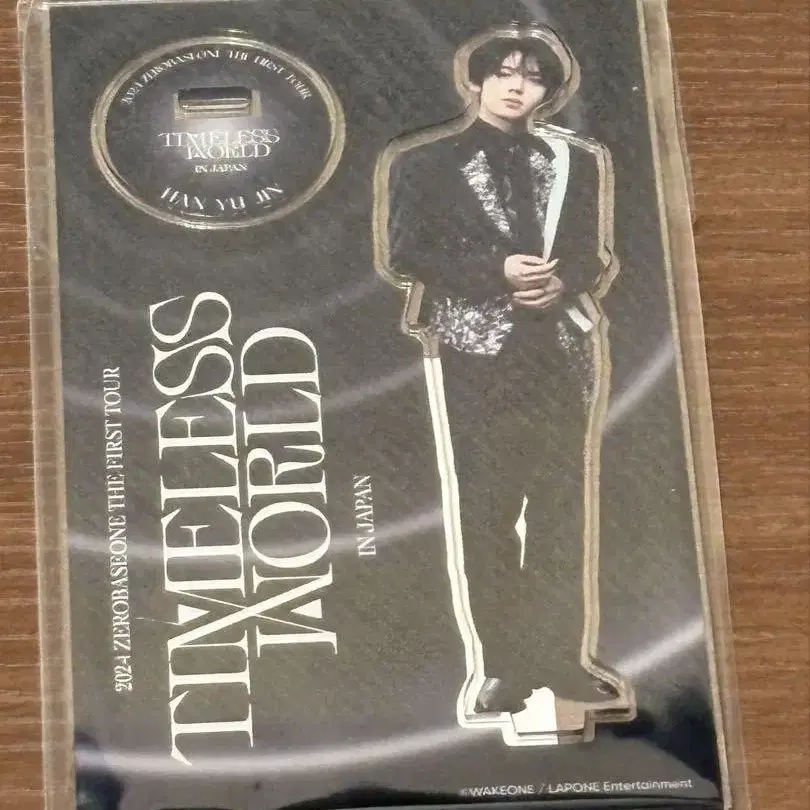 2024 ZEROBASEONE THE FIRST TOUR
TIMELESS
WORLD
IN JAPAN
HAN YU JIN
2024 ZEROBASEONE THE FIRST TOUR
TIMELESS
WORLD
IN JAPAN
©WAKEONE / LAPONE Entertainment